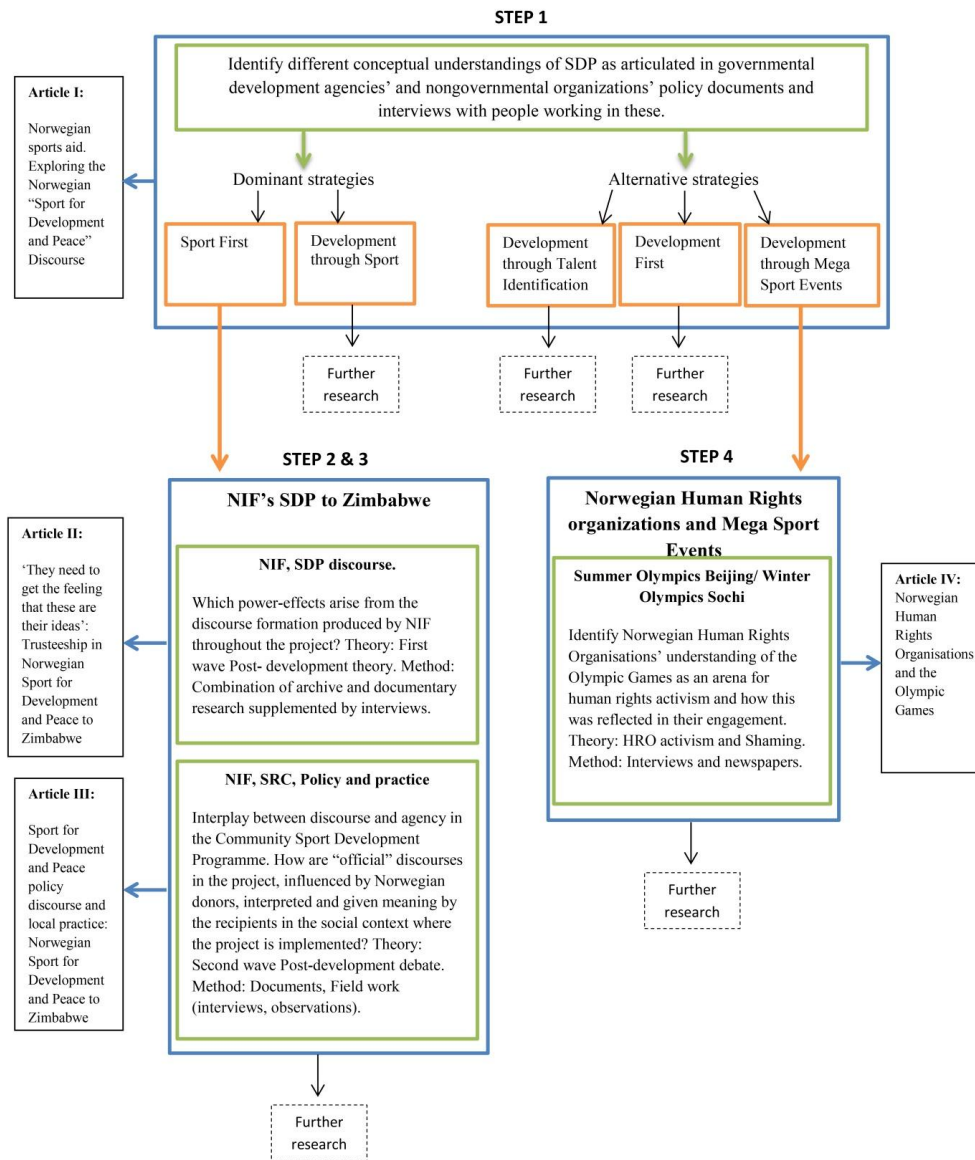 STEP 1
Identify different conceptual understandings of SDP as articulated in governmental
development agencies’ and nongovernmental organizations’ policy documents and
interviews with people working in these.
Article I:
Norwegian
sports aid.
Exploring the
Norwegian
“Sport for
Development
and Peace”
Discourse
Dominant strategies
Alternative strategies
Sport First
Development
through Sport
Development
through Talent
Identification
Development
First
Development
through Mega
Sport Events
Further
research
Further
research
Further
research
STEP 2 & 3
NIF’s SDP to Zimbabwe
Article II:
‘They need to
get the feeling
that these are
their ideas’:
Trusteeship in
Norwegian
Sport for
Development
and Peace to
Zimbabwe
NIF, SDP discourse.
Which power-effects arise from the
discourse formation produced by NIF
throughout the project? Theory: First
wave Post- development theory. Method:
Combination of archive and documentary
research supplemented by interviews.
Article III:
Sport for
Development
and Peace
policy
discourse and
local practice:
Norwegian
Sport for
Development
and Peace to
Zimbabwe
NIF, SRC, Policy and practice
Interplay between discourse and agency in
the Community Sport Development
Programme. How are “official” discourses
in the project, influenced by Norwegian
donors, interpreted and given meaning by
the recipients in the social context where
the project is implemented? Theory:
Second wave Post-development debate.
Method: Documents, Field work
(interviews, observations).
Further
research
STEP 4
Norwegian Human Rights
organizations and Mega Sport
Events
Summer Olympics Beijing/ Winter
Olympics Sochi
Identify Norwegian Human Rights
Organisations’ understanding of the
Olympic Games as an arena for
human rights activism and how this
was reflected in their engagement.
Theory: HRO activism and Shaming.
Method: Interviews and newspapers.
Article IV:
Norwegian
Human
Rights
Organisations
and the
Olympic
Games
Further
research